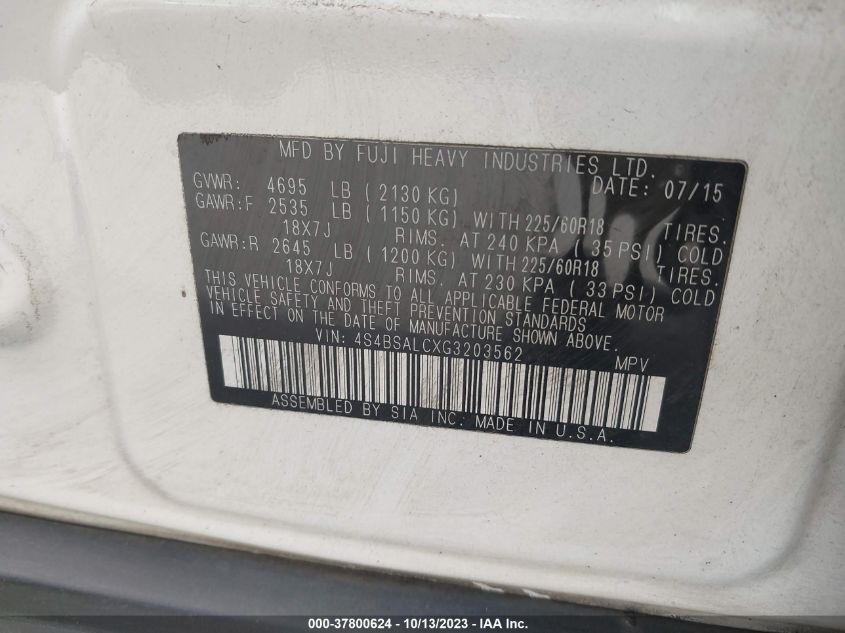 MFD BY FUJI HEAVY INDUSTRIES LTD.
GVWR: 4695 LB ( 2130 KG) DATE: 07/15
GAWR:F 2535 LB ( 1150 KG) WITH 225/60R18 TIRES.
18X7J RIMS. AT 240 KPA ( 35 PSI) COLD
GAWR:R 2645 LB ( 1200 KG) WITH 225/60R18 TIRES.
18X7J RIMS. AT 230 KPA ( 33 PSI) COLD
THIS VEHICLE CONFORMS TO ALL APPLICABLE FEDERAL MOTOR
VEHICLE SAFETY AND THEFT PREVENTION STANDARDS
IN EFFECT ON THE DATE OF MANUFACTURE SHOWN ABOVE.
VIN: 4S4BSALCXG3203562 MPV
ASSEMBLED BY SIA INC. MADE IN U.S.A.
000-37800624 - 10/13/2023 - IAA Inc.